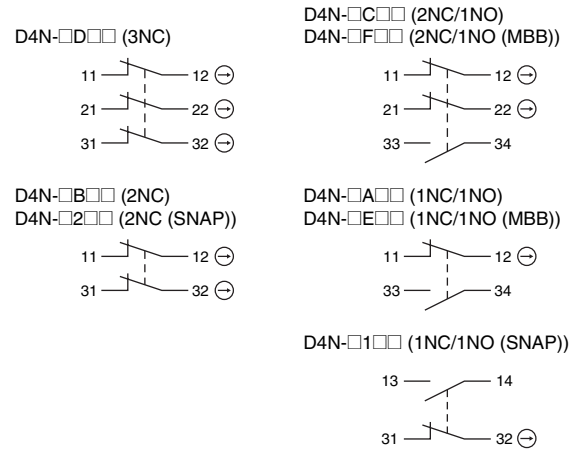 D4N-□D□□ (3NC)
11 12
21 22
31 32
D4N-□C□□ (2NC/1NO)
D4N-□F□□ (2NC/1NO (MBB))
11 12
21 22
33 34
D4N-□B□□ (2NC)
D4N-□2□□ (2NC (SNAP))
11 12
31 32
D4N-□A□□ (1NC/1NO)
D4N-□E□□ (1NC/1NO (MBB))
11 12
33 34
D4N-□1□□ (1NC/1NO (SNAP))
13 14
31 32